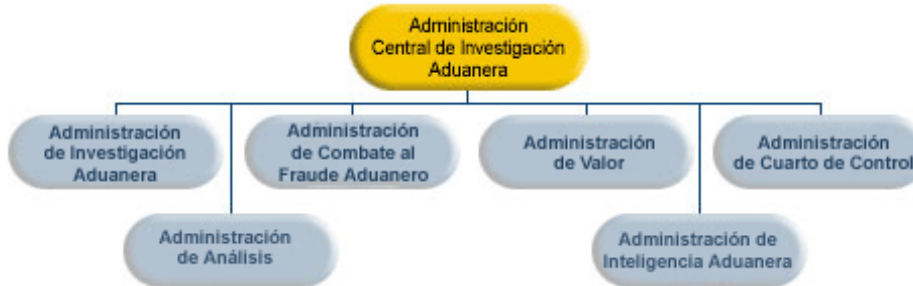 Administración
Central de Investigación
Aduanera
Administración
de Investigación
Aduanera
Administración
de Combate al
Fraude Aduanero
Administración
de Valor
Administración
de Cuarto de Control
Administración
de Análisis
Administración de
Inteligencia Aduanera